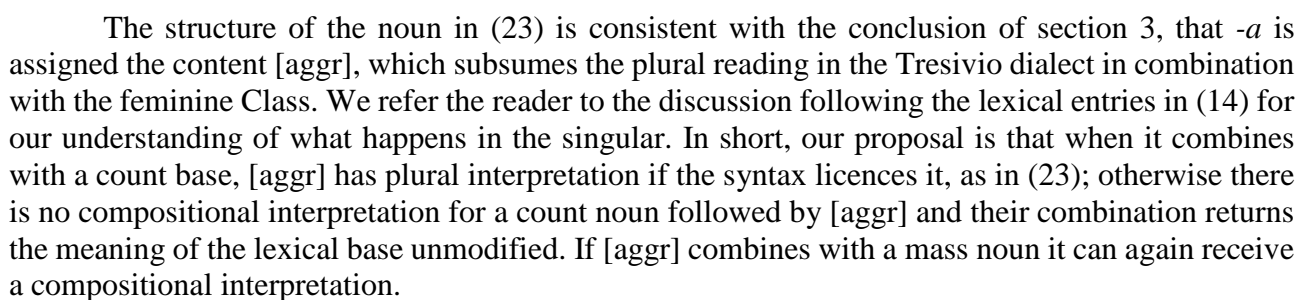 The structure of the noun in (23) is consistent with the conclusion of section 3, that -a is
assigned the content [aggr], which subsumes the plural reading in the Tresivio dialect in combination
with the feminine Class. We refer the reader to the discussion following the lexical entries in (14) for
our understanding of what happens in the singular. In short, our proposal is that when it combines
with a count base, [aggr] has plural interpretation if the syntax licences it, as in (23); otherwise there
is no compositional interpretation for a count noun followed by [aggr] and their combination returns
the meaning of the lexical base unmodified. If [aggr] combines with a mass noun it can again receive
a compositional interpretation.